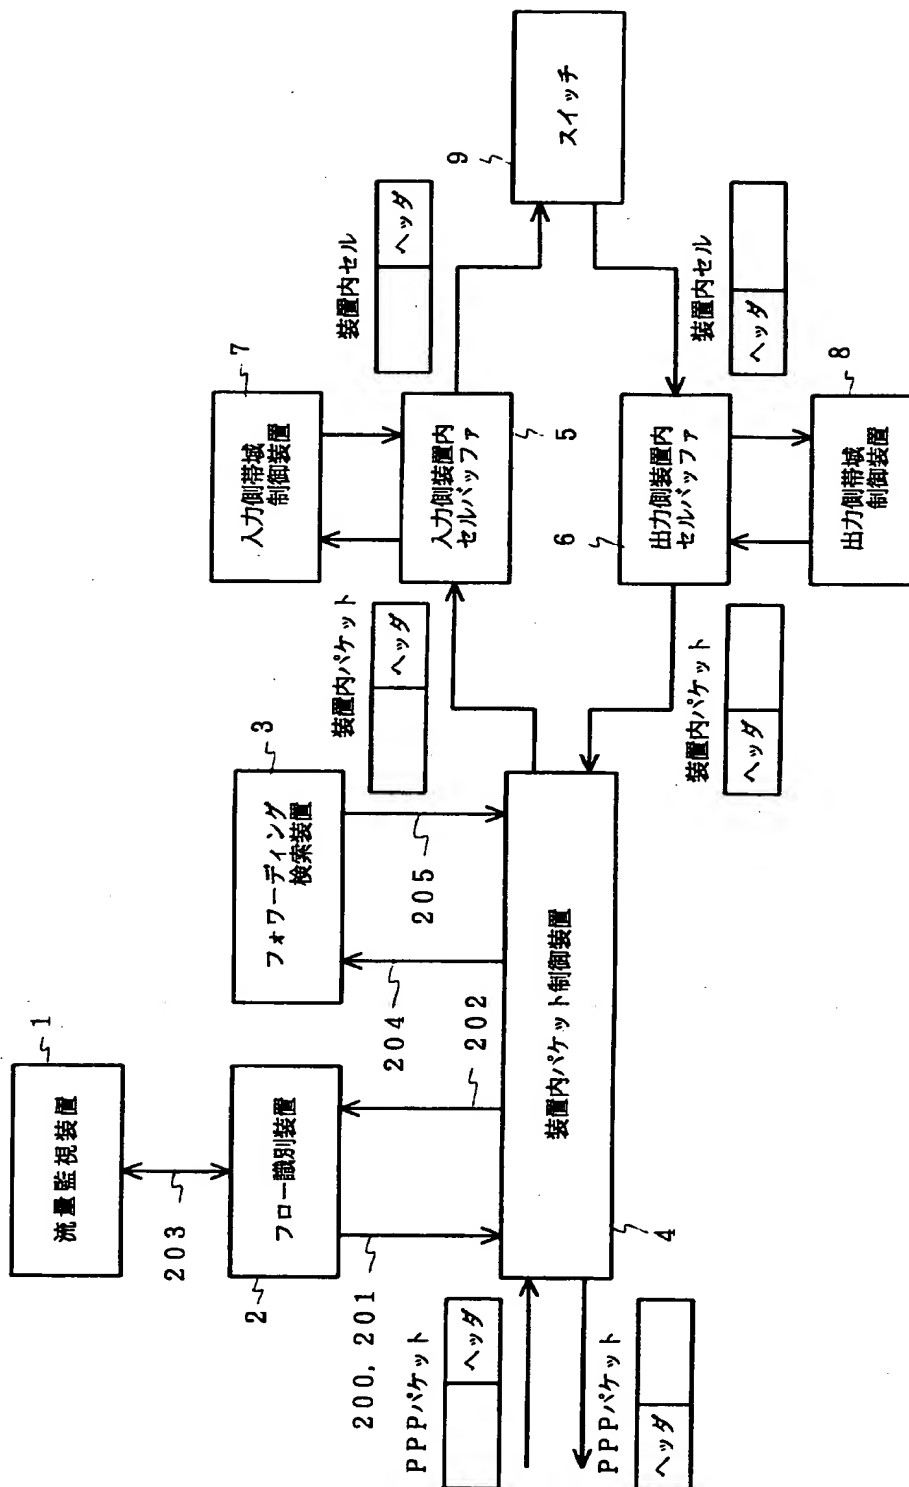 1
流量監視装置
203
2
フロー識別装置
200, 201
202
3
フォワーディング
検索装置
204
205
4
装置内パケット制御装置
PPPパケット
ヘッダ
PPPパケット
ヘッダ
装置内パケット
ヘッダ
装置内パケット
ヘッダ
7
入力側帯域
制御装置
5
入力側装置内
セルバッファ
6
出力側装置内
セルバッファ
8
出力側帯域
制御装置
装置内セル
ヘッダ
装置内セル
ヘッダ
9
スイッチ